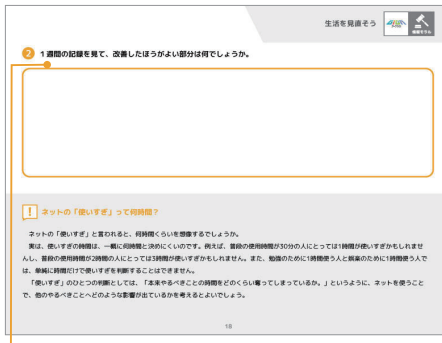 生活を見直そう
情報モラル
2 1週間の記録を見て、改善したほうがよい部分は何でしょうか。
! ネットの「使いすぎ」って何時間？
ネットの「使いすぎ」と言われると、何時間くらいを想像するでしょうか。
実は、使いすぎの時間は、一概に何時間と決めにくいのです。例えば、普段の使用時間が30分の人にとっては1時間が使いすぎかもしれませ
んし、普段の使用時間が2時間の人にとっては3時間が使いすぎかもしれません。また、勉強のために1時間使う人と娯楽のために1時間使う人で
は、単純に時間だけで使いすぎを判断することはできません。
「使いすぎ」のひとつの判断としては、「本来やるべきことの時間をどのくらい奪ってしまっているか。」というように、ネットを使うこと
で、他のやるべきことへどのような影響が出ているかを考えるとよいでしょう。
18